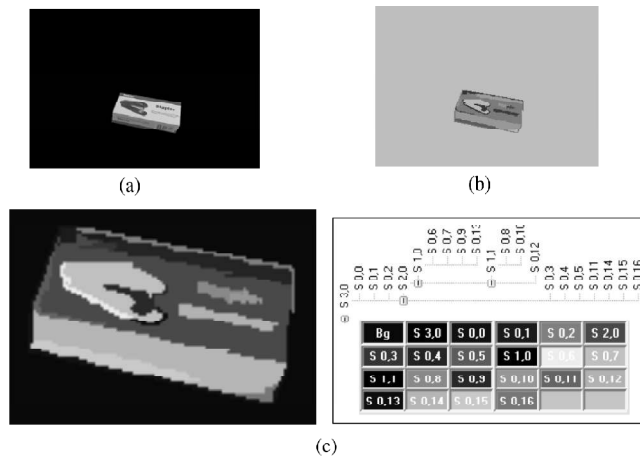 Stapler
(a)
(b)
S 3,0
S 0,0
S 0,1
S 0,2
S 2,0
S 1,0
S 0,6
S 0,7
S 0,9
S 0,13
S 1,1
S 0,8
S 0,10
S 0,12
S 0,3
S 0,4
S 0,5
S 0,11
S 0,14
S 0,15
S 0,16
Bg S 3,0 S 0,0 S 0,1 S 0,2 S 2,0
S 0,3 S 0,4 S 0,5 S 1,0 S 0,6 S 0,7
S 1,1 S 0,8 S 0,9 S 0,10 S 0,11 S 0,12
S 0,13 S 0,14 S 0,15 S 0,16
(c)